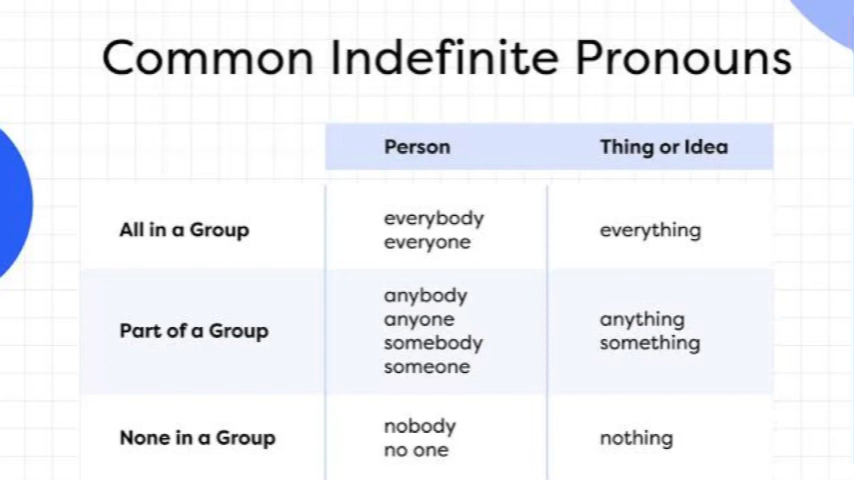 Common Indefinite Pronouns
Person Thing or Idea
All in a Group
everybody
everyone
everything
Part of a Group
anybody
anyone
somebody
someone
anything
something
None in a Group
nobody
no one
nothing